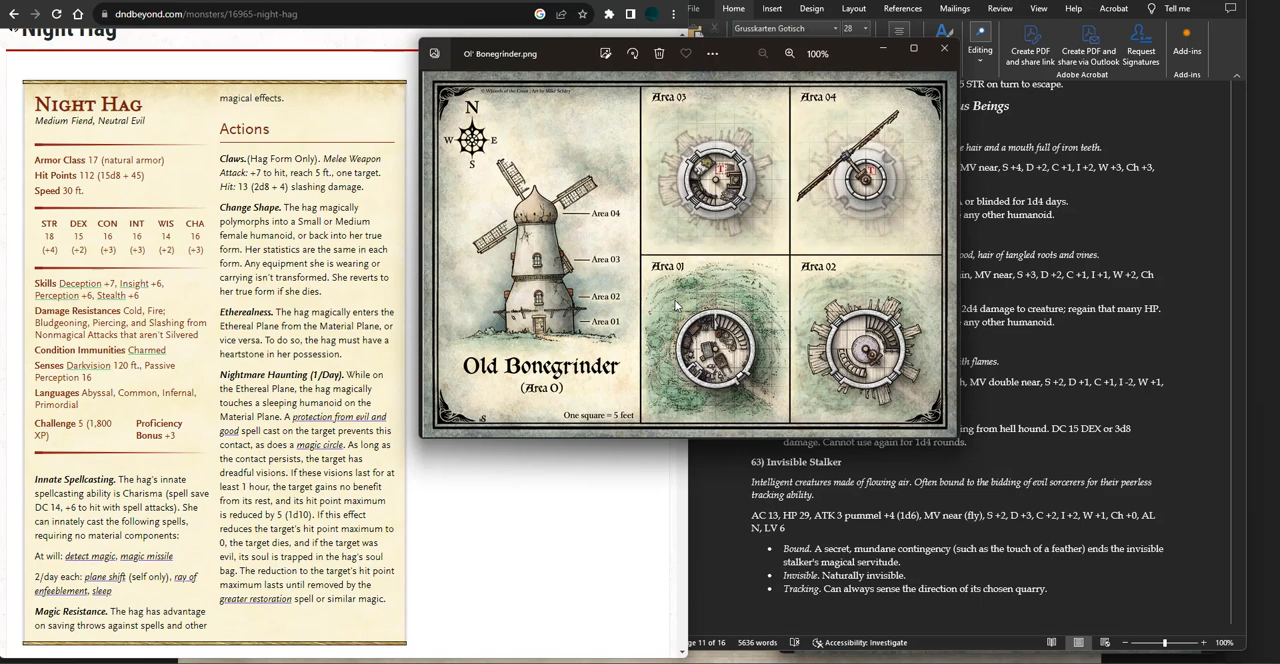 dndbeyond.com/monsters/16965-night-hag
Night Hag
NIGHT HAG
Medium Fiend, Neutral Evil
Armor Class 17 (natural armor)
Hit Points 112 (15d8 + 45)
Speed 30 ft.
STR DEX CON INT WIS CHA
18 15 16 16 14 16
(+4) (+2) (+3) (+3) (+2) (+3)
Skills Deception +7, Insight +6,
Perception +6, Stealth +6
Damage Resistances Cold, Fire;
Bludgeoning, Piercing, and Slashing from
Nonmagical Attacks that aren't Silvered
Condition Immunities Charmed
Senses Darkvision 120 ft., Passive
Perception 16
Languages Abyssal, Common, Infernal,
Primordial
Challenge 5 (1,800
XP)
Proficiency
Bonus +3
Innate Spellcasting. The hag's innate
spellcasting ability is Charisma (spell save
DC 14, +6 to hit with spell attacks). She
can innately cast the following spells,
requiring no material components:
At will: detect magic, magic missile
2/day each: plane shift (self only), ray of
enfeeblement, sleep
Magic Resistance. The hag has advantage
on saving throws against spells and other
magical effects.
Actions
Claws.(Hag Form Only). Melee Weapon
Attack: +7 to hit, reach 5 ft., one target.
Hit: 13 (2d8 + 4) slashing damage.
Change Shape. The hag magically
polymorphs into a Small or Medium
female humanoid, or back into her true
form. Her statistics are the same in each
form. Any equipment she is wearing or
carrying isn't transformed. She reverts to
her true form if she dies.
Etherealness. The hag magically enters the
Ethereal Plane from the Material Plane, or
vice versa. To do so, the hag must have a
heartstone in her possession.
Nightmare Haunting (1/Day). While on
the Ethereal Plane, the hag magically
touches a sleeping humanoid on the
Material Plane. A protection from evil and
good spell cast on the target prevents this
contact, as does a magic circle. As long as
the contact persists, the target has
dreadful visions. If these visions last for at
least 1 hour, the target gains no benefit
from its rest, and its hit point maximum
is reduced by 5 (1d10). If this effect
reduces the target's hit point maximum to
0, the target dies, and if the target was
evil, its soul is trapped in the hag's soul
bag. The reduction to the target's hit point
maximum lasts until removed by the
greater restoration spell or similar magic.
Ol' Bonegrinder.png
100%
© Wizards of the Coast | Art by Mike Schley
N
W E
S
Area 04
Area 03
Area 02
Area 01
Old Bonegrinder
(Area O)
One square = 5 feet
Area 03
T
Area 04
T
Area 01
Area 02
File Home Insert Design Layout References Mailings Review View Help Acrobat Tell me
Grusskarten Gotisch 28
Editing
Create PDF
and share link
Create PDF and
share via Outlook
Request
Signatures
Add-ins
Adobe Acrobat
Add-ins
5 STR on turn to escape.
us Beings
e hair and a mouth full of iron teeth.
MV near, S +4, D +2, C +1, I +2, W +3, Ch +3,
A or blinded for 1d4 days.
any other humanoid.
ood, hair of tangled roots and vines.
in, MV near, S +3, D +2, C +1, I +1, W +2, Ch
2d4 damage to creature; regain that many HP.
any other humanoid.
ith flames.
h, MV double near, S +2, D +1, C +1, I -2, W +1,
ing from hell hound. DC 15 DEX or 3d8
damage. Cannot use again for 1d4 rounds.
63) Invisible Stalker
Intelligent creatures made of flowing air. Often bound to the bidding of evil sorcerers for their peerless
tracking ability.
AC 13, HP 29, ATK 3 pummel +4 (1d6), MV near (fly), S +2, D +3, C +2, I +2, W +1, Ch +0, AL
N, LV 6
• Bound. A secret, mundane contingency (such as the touch of a feather) ends the invisible
stalker's magical servitude.
• Invisible. Naturally invisible.
• Tracking. Can always sense the direction of its chosen quarry.
ge 11 of 16 5636 words Accessibility: Investigate 100%